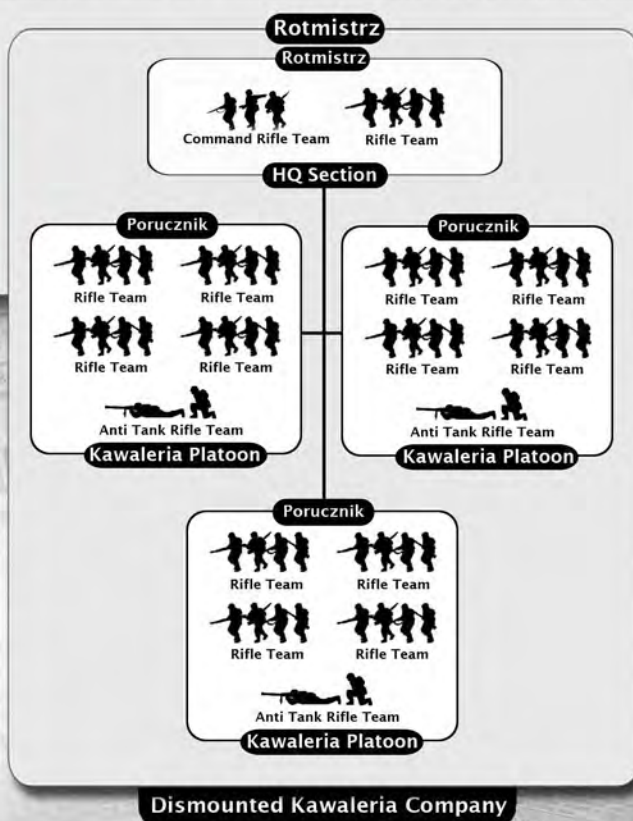 Rotmistrz
Rotmistrz
Command Rifle Team
Rifle Team
HQ Section
Porucznik
Rifle Team Rifle Team
Rifle Team Rifle Team
Anti Tank Rifle Team
Kawaleria Platoon
Porucznik
Rifle Team Rifle Team
Rifle Team Rifle Team
Anti Tank Rifle Team
Kawaleria Platoon
Porucznik
Rifle Team Rifle Team
Rifle Team Rifle Team
Anti Tank Rifle Team
Kawaleria Platoon
Dismounted Kawaleria Company